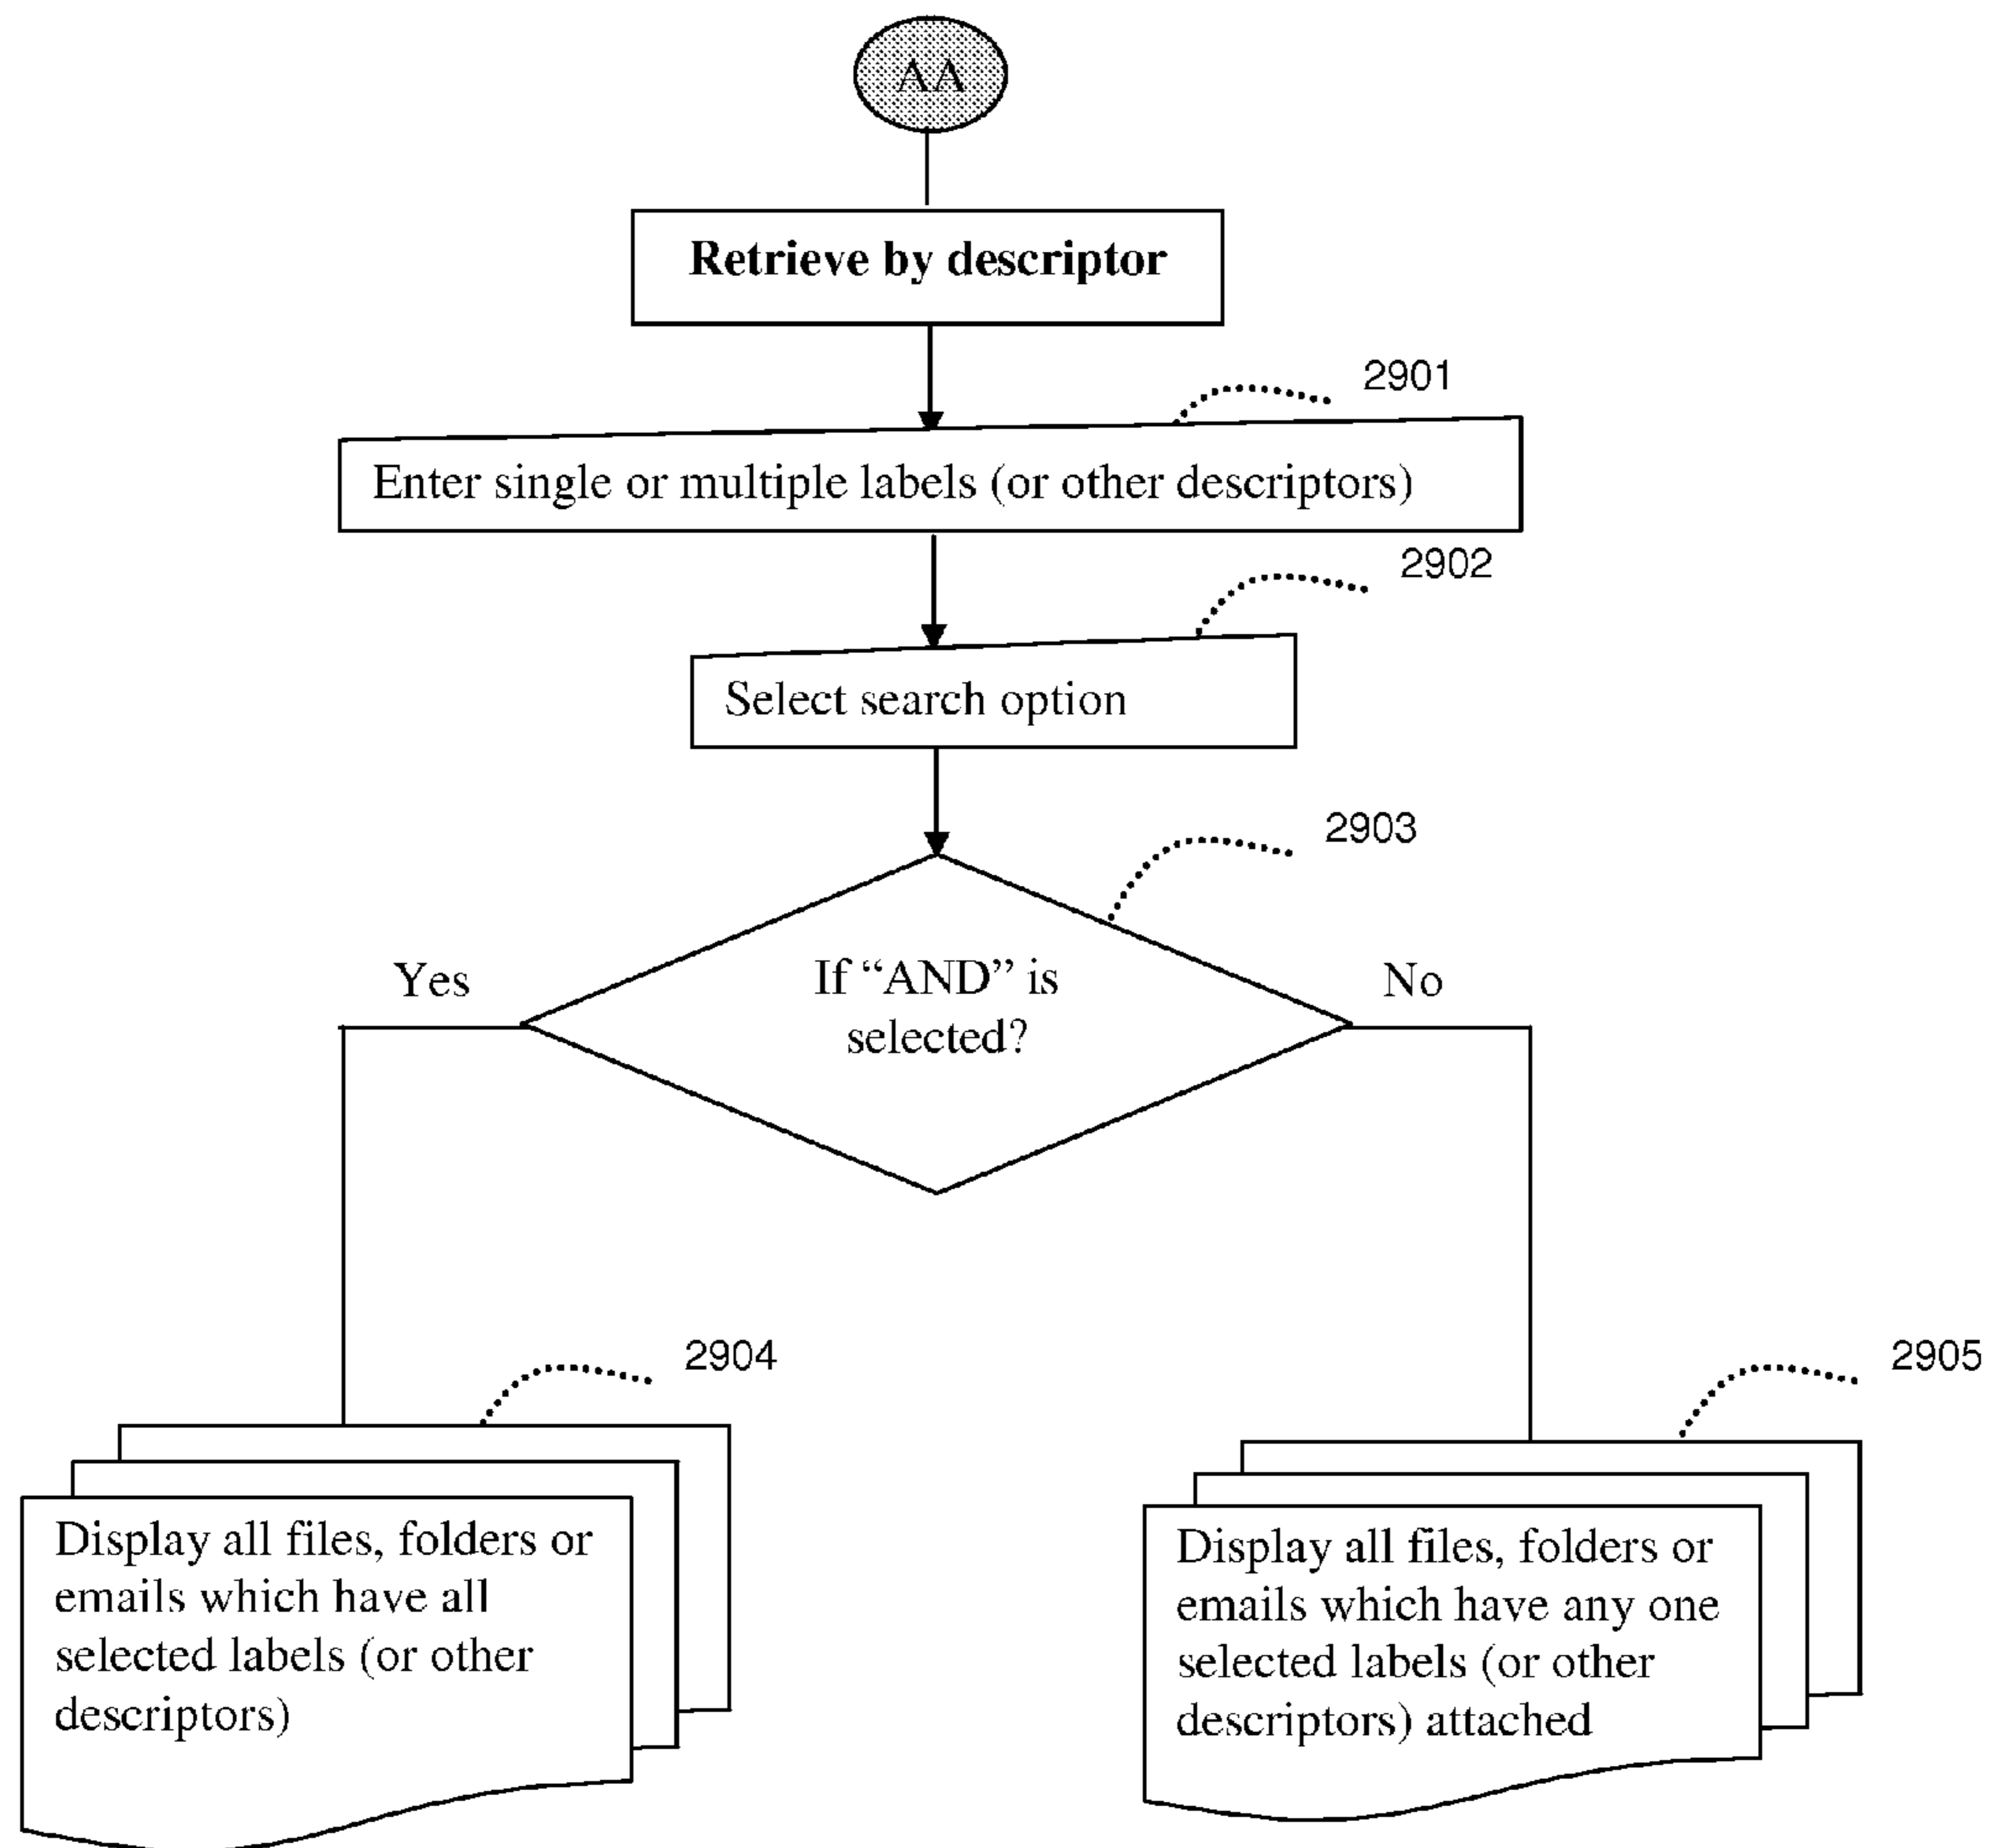 AA
Retrieve by descriptor
2901
Enter single or multiple labels (or other descriptors)
2902
Select search option
2903
If “AND” is
selected?
Yes
No
2904
Display all files, folders or
emails which have all
selected labels (or other
descriptors)
2905
Display all files, folders or
emails which have any one
selected labels (or other
descriptors) attached